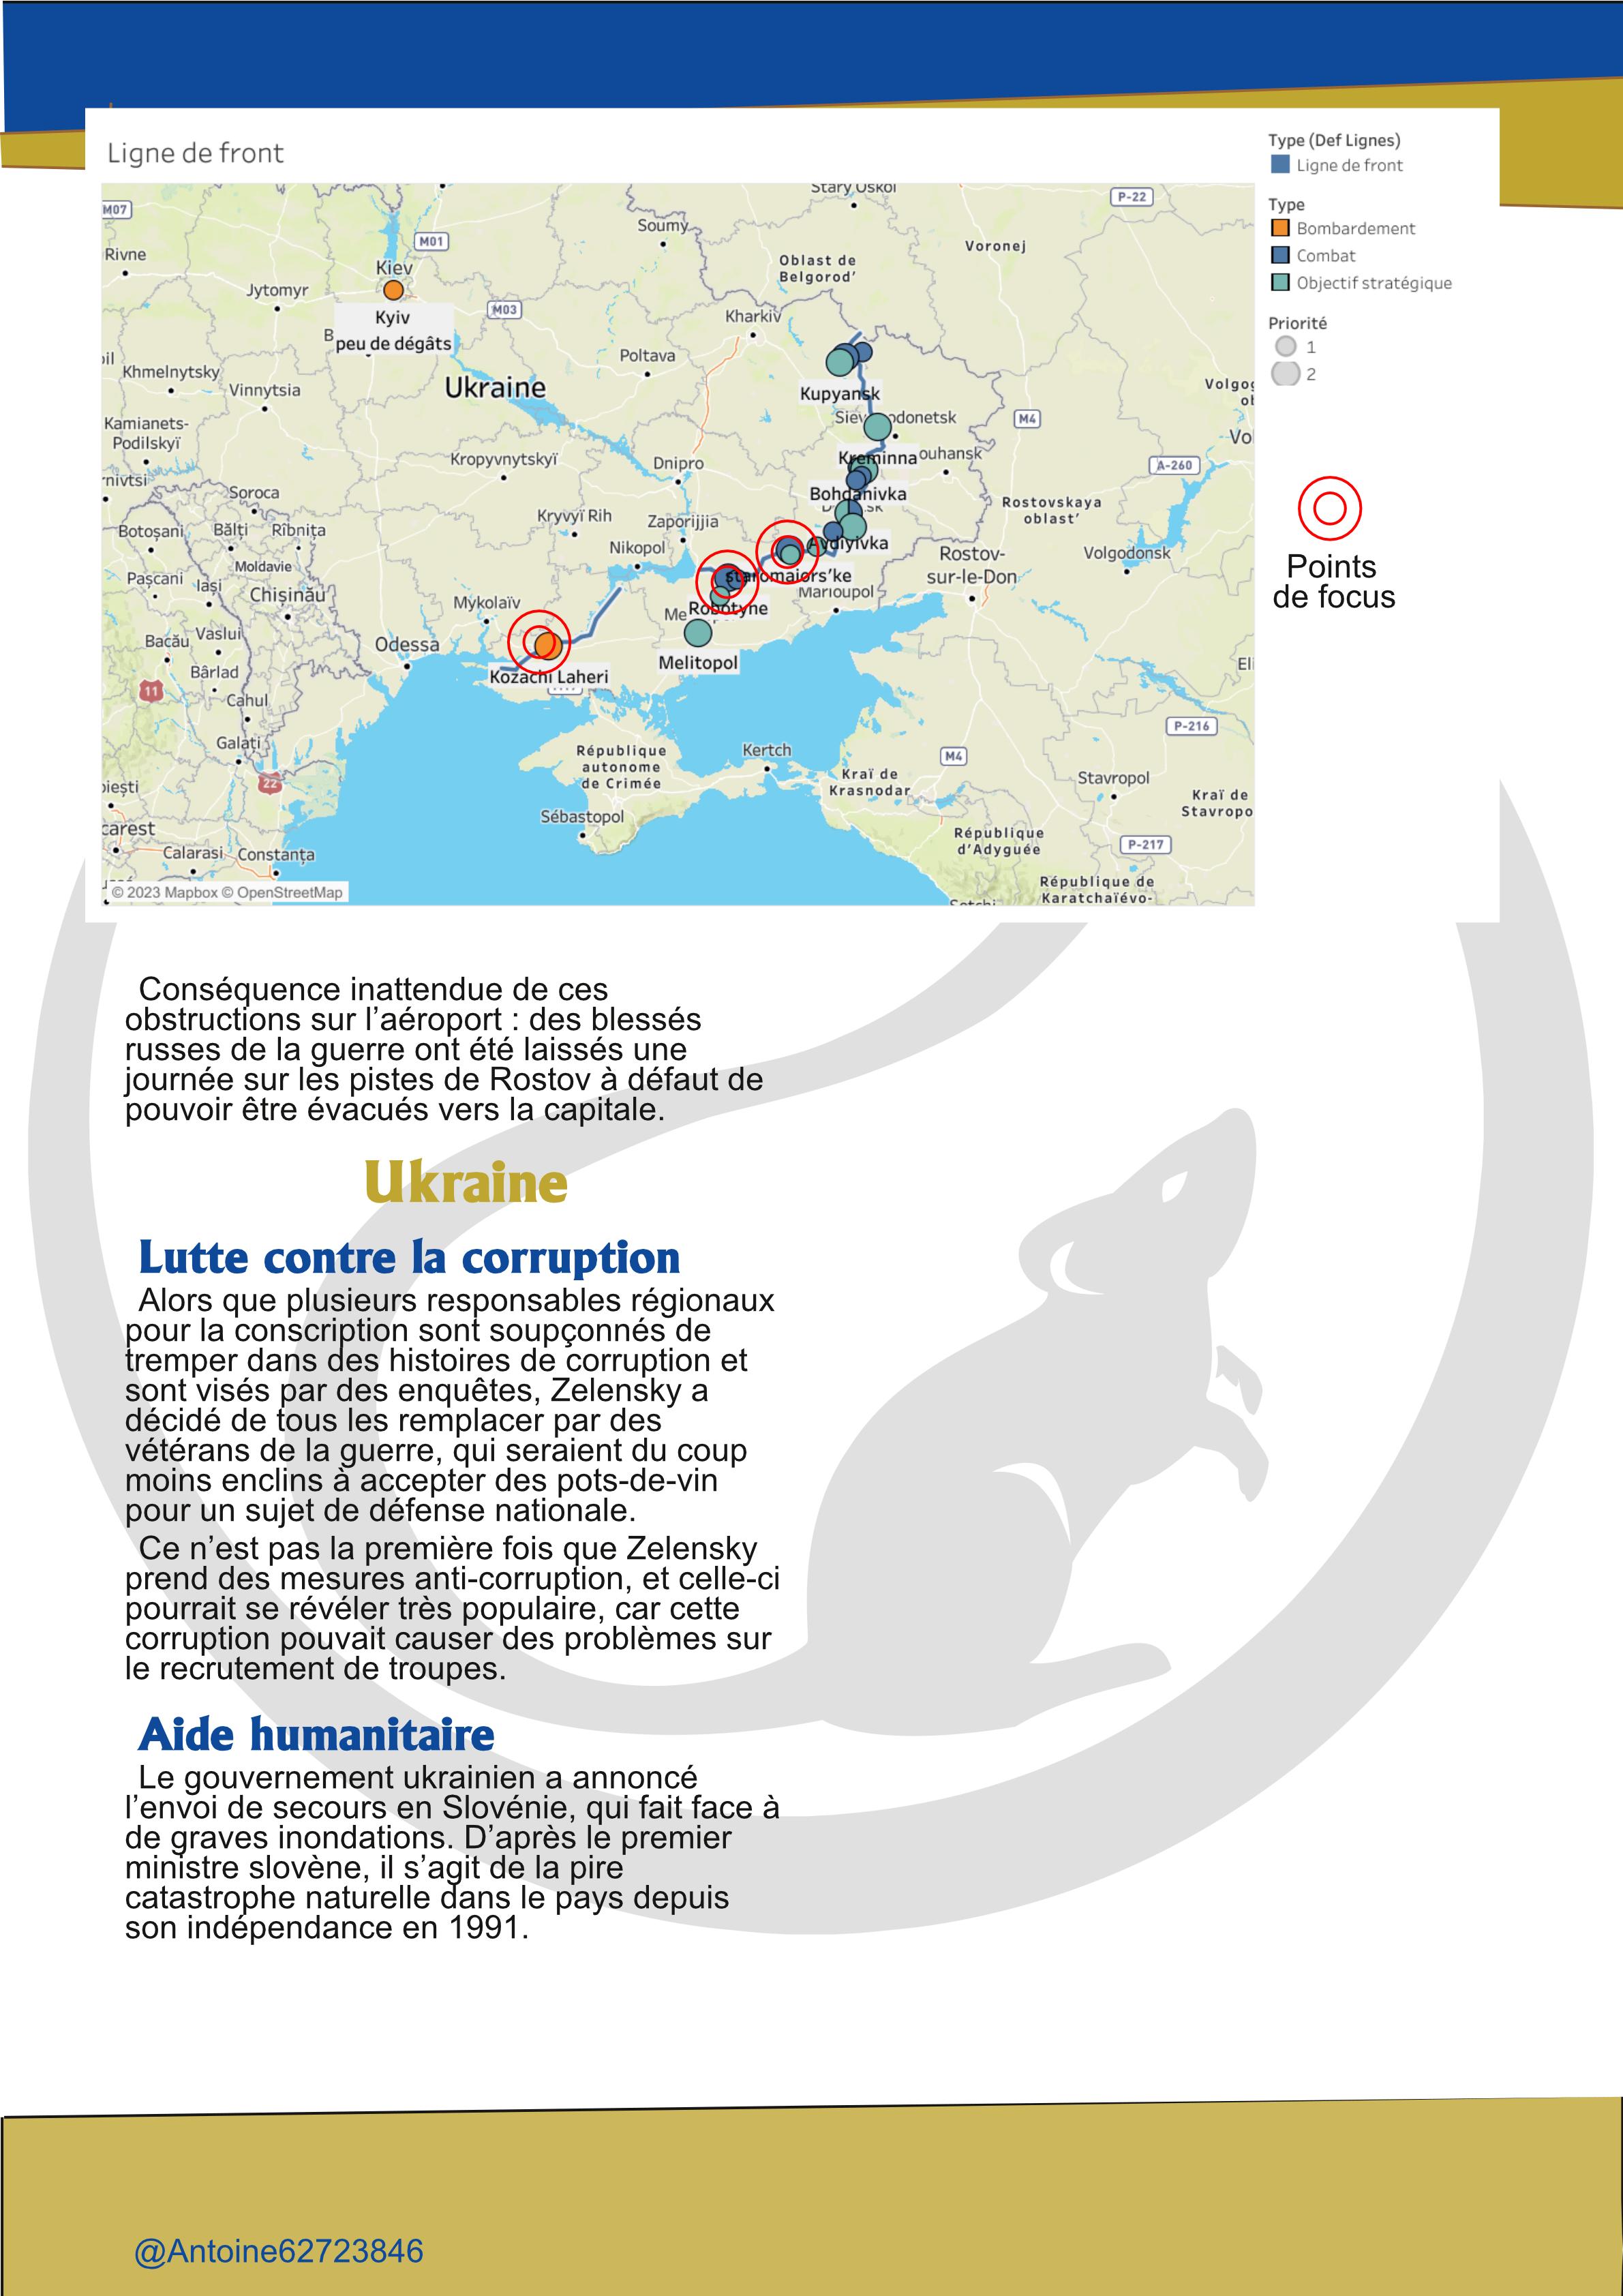 Ligne de front
Type (Def Lignes)
Ligne de front
Type
Bombardement
Combat
Objectif stratégique
Priorité
1
2
Points
de focus
Stary Oskol
P-22
M07
Soumy
Voronej
M01
Rivne
Oblast de
Belgorod'
Kiev
Jytomyr
M03
Kharkiv
Kyiv
peu de dégâts
Poltava
Khmelnytsky
Vinnytsia
Ukraine
Kupyansk
M4
Kamianets-
Podilskyï
Kreminna
ouhansk
Kropyvnytskyï
Dnipro
A-260
Soroca
Bohdanivka
Rostovskaya
oblast'
Botoșani
Bălți
Rîbnița
Kryvyï Rih
Zaporijjia
Avdiyivka
Nikopol
Rostov-
sur-le-Don
Volgodonsk
Moldavie
Pașcani
Iași
Chișinău
staromaiors'ke
Marioupol
Mykolaïv
Robotyne
Bacău
Vaslui
Odessa
Melitopol
Bârlad
Kozachi Laheri
11
Cahul
P-216
Galați
République
autonome
de Crimée
Kertch
M4
22
Kraï de
Krasnodar
Stavropol
Sébastopol
Kraï de
Stavropo
République
d'Adyguée
P-217
Calarasi
Constanța
République de
Karatchaïévo-
© 2023 Mapbox © OpenStreetMap
Conséquence inattendue de ces
obstructions sur l’aéroport : des blessés
russes de la guerre ont été laissés une
journée sur les pistes de Rostov à défaut de
pouvoir être évacués vers la capitale.
Ukraine
Lutte contre la corruption
Alors que plusieurs responsables régionaux
pour la conscription sont soupçonnés de
tremper dans des histoires de corruption et
sont visés par des enquêtes, Zelensky a
décidé de tous les remplacer par des
vétérans de la guerre, qui seraient du coup
moins enclins à accepter des pots-de-vin
pour un sujet de défense nationale.
Ce n’est pas la première fois que Zelensky
prend des mesures anti-corruption, et celle-ci
pourrait se révéler très populaire, car cette
corruption pouvait causer des problèmes sur
le recrutement de troupes.
Aide humanitaire
Le gouvernement ukrainien a annoncé
l’envoi de secours en Slovénie, qui fait face à
de graves inondations. D’après le premier
ministre slovène, il s’agit de la pire
catastrophe naturelle dans le pays depuis
son indépendance en 1991.
@Antoine62723846